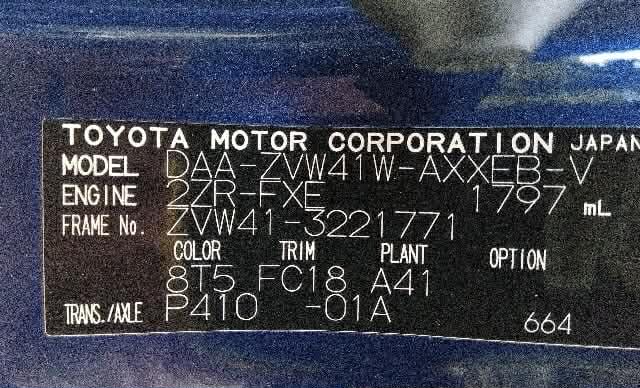 TOYOTA MOTOR CORPORATION JAPAN
MODEL DAA-ZVW41W-AXXEB-V
ENGINE 2ZR-FXE 1797 mL
FRAME No. ZVW41-3221771
COLOR TRIM PLANT OPTION
8T5 FC18 A41
TRANS./AXLE P410 -01A
664